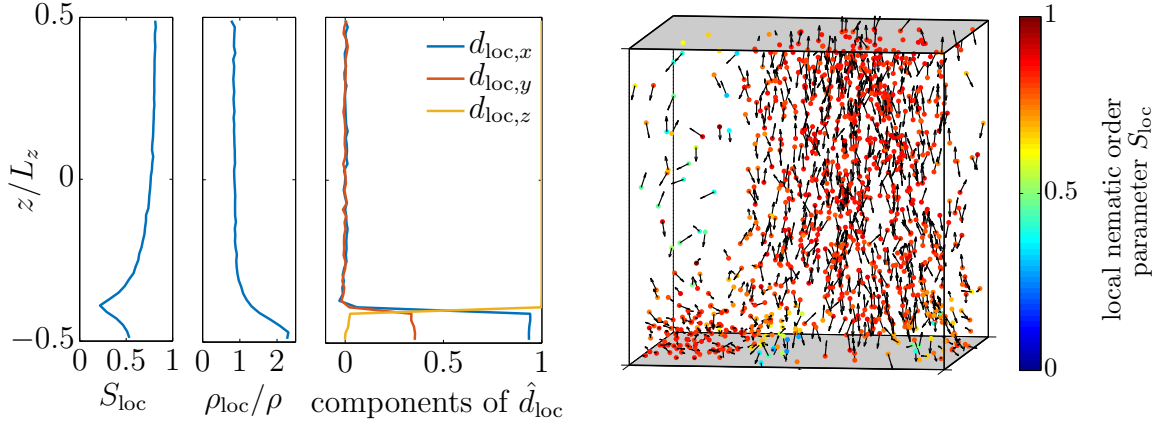 0.5
0
−0.5
z/L_z
0 0.5 1
S_loc
0 1 2
ρ_loc/ρ
d_loc,x
d_loc,y
d_loc,z
0 0.5 1
components of d̂_loc
1
0.5
0
local nematic order
parameter S_loc